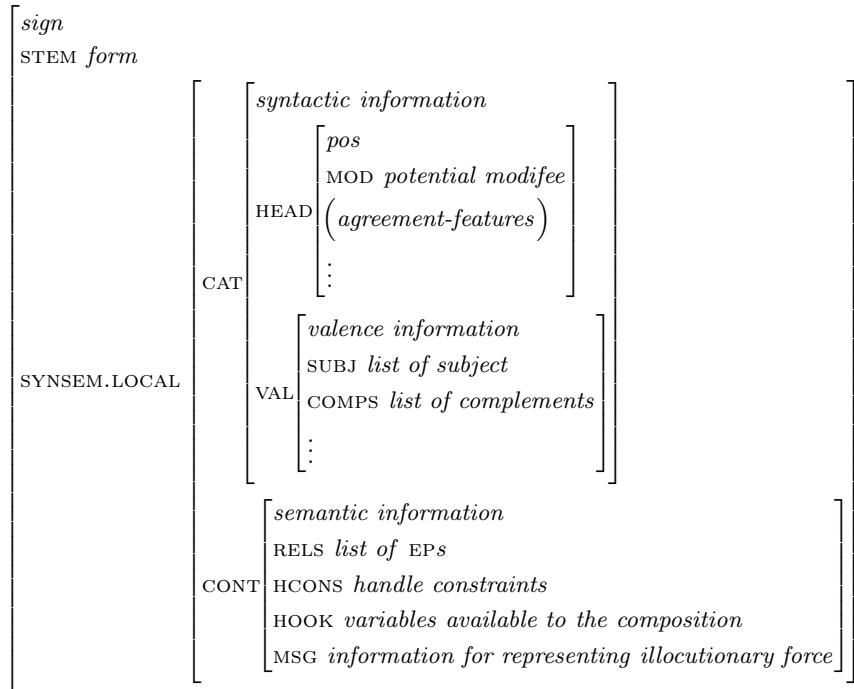 sign
STEM form
syntactic information
pos
MOD potential modifee
HEAD
(agreement-features)
⋮
CAT
valence information
SUBJ list of subject
SYNSEM.LOCAL
VAL
COMPS list of complements
⋮
semantic information
RELS list of EPs
CONT
HCONS handle constraints
HOOK variables available to the composition
MSG information for representing illocutionary force